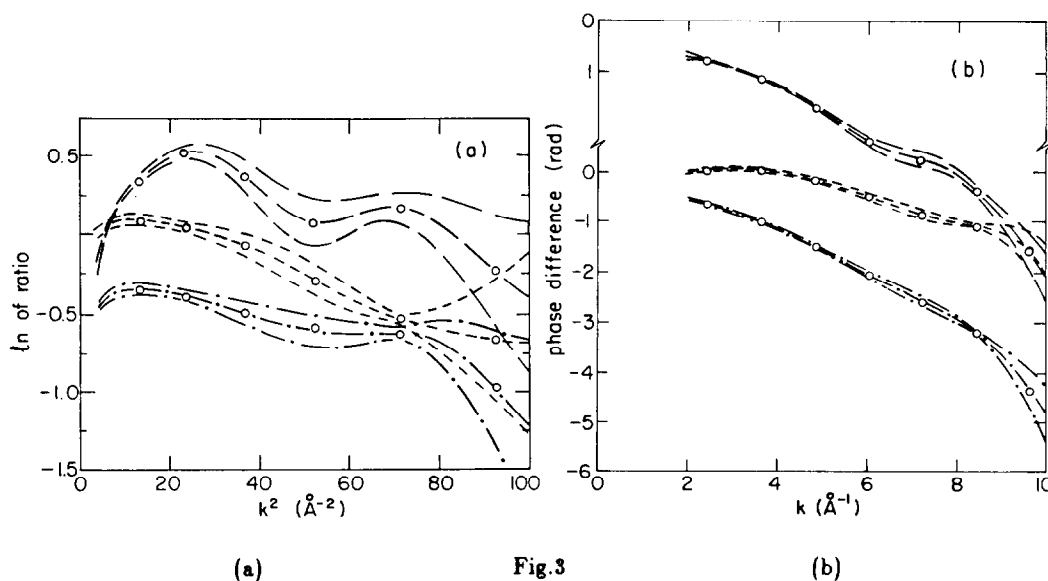 (a)
0.5
-0.5
-1.0
-1.5
ln of ratio
0 20 40 60 80 100
k² (Å⁻²)
(b)
0
1
0
-1
-2
-3
-4
-5
-6
phase difference (rad)
0 2 4 6 8 10
k (Å⁻¹)
(a) Fig.3 (b)